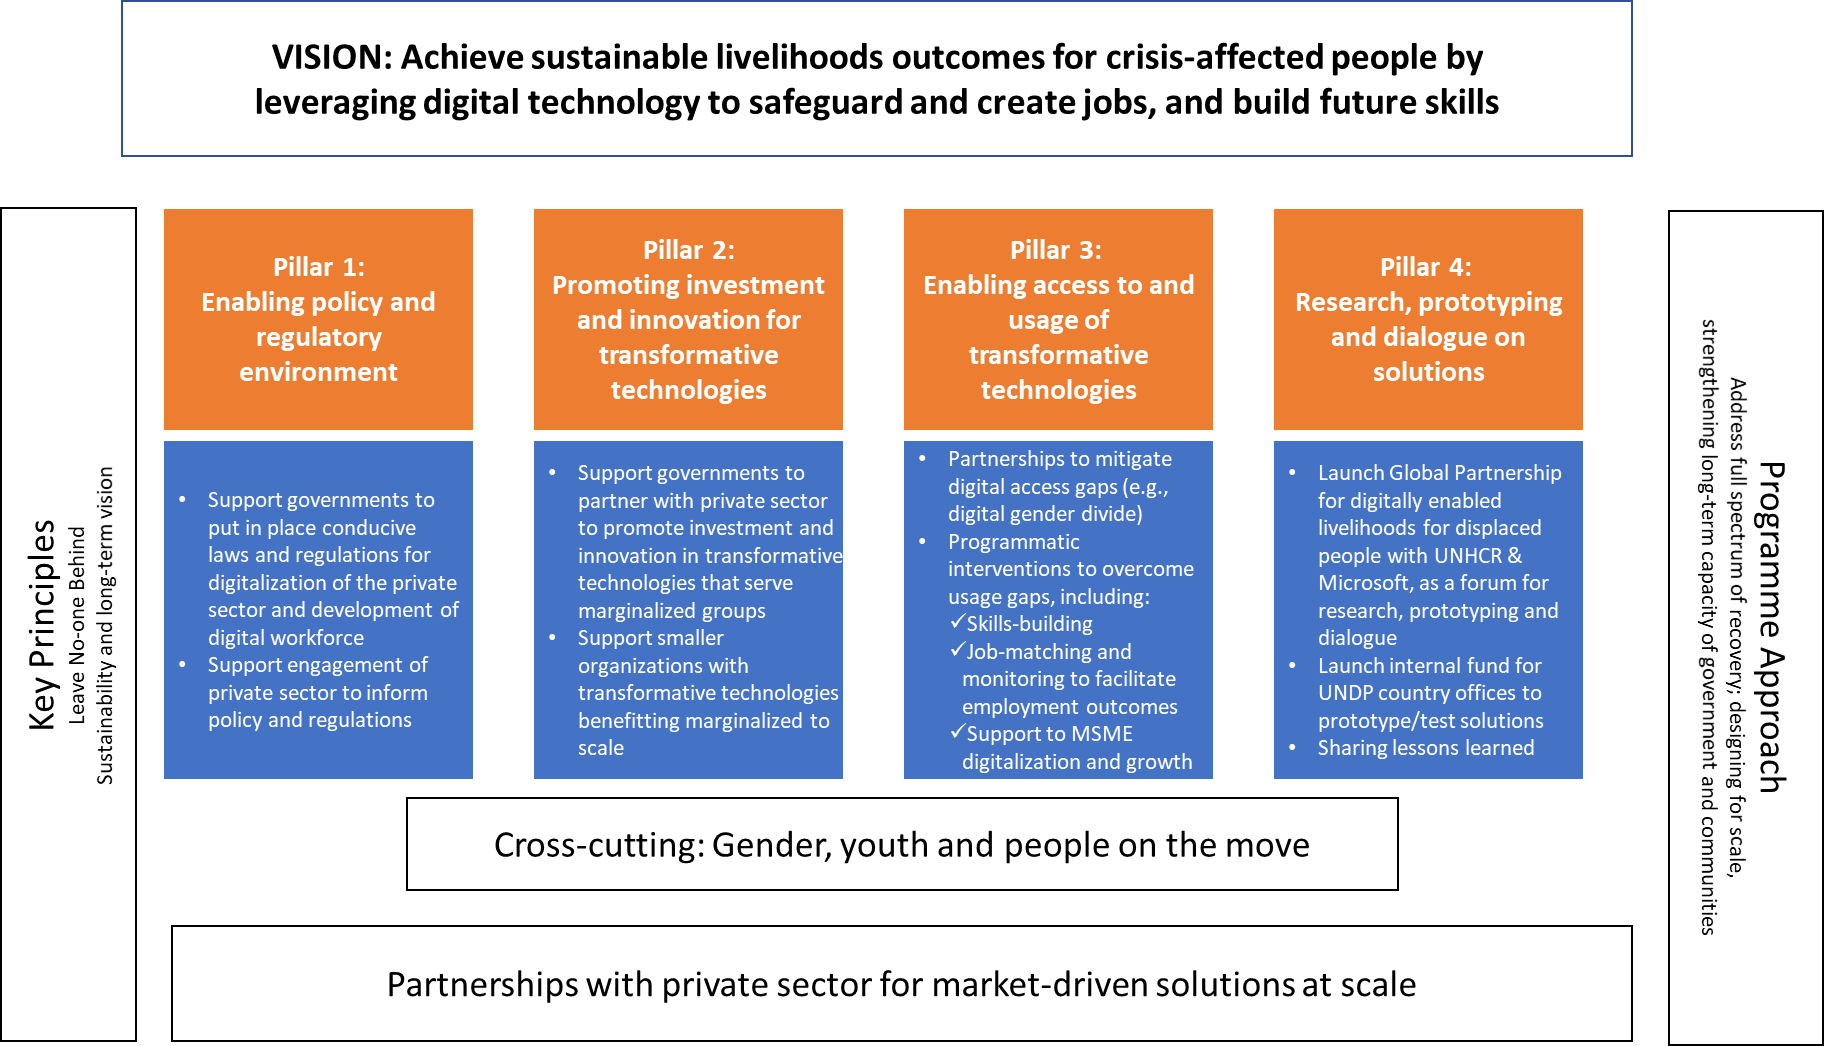 VISION: Achieve sustainable livelihoods outcomes for crisis-affected people by
leveraging digital technology to safeguard and create jobs, and build future skills
Key Principles
Leave No-one Behind
Sustainability and long-term vision
Pillar 1:
Enabling policy and
regulatory
environment
• Support governments to
put in place conducive
laws and regulations for
digitalization of the private
sector and development of
digital workforce
• Support engagement of
private sector to inform
policy and regulations
Pillar 2:
Promoting investment
and innovation for
transformative
technologies
• Support governments to
partner with private sector
to promote investment and
innovation in transformative
technologies that serve
marginalized groups
• Support smaller
organizations with
transformative technologies
benefitting marginalized to
scale
Pillar 3:
Enabling access to and
usage of
transformative
technologies
• Partnerships to mitigate
digital access gaps (e.g.,
digital gender divide)
• Programmatic
interventions to overcome
usage gaps, including:
✓Skills-building
✓Job-matching and
monitoring to facilitate
employment outcomes
✓Support to MSME
digitalization and growth
Pillar 4:
Research, prototyping
and dialogue on
solutions
• Launch Global Partnership
for digitally enabled
livelihoods for displaced
people with UNHCR &
Microsoft, as a forum for
research, prototyping and
dialogue
• Launch internal fund for
UNDP country offices to
prototype/test solutions
• Sharing lessons learned
Programme Approach
Address full spectrum of recovery; designing for scale,
strengthening long-term capacity of government and communities
Cross-cutting: Gender, youth and people on the move
Partnerships with private sector for market-driven solutions at scale